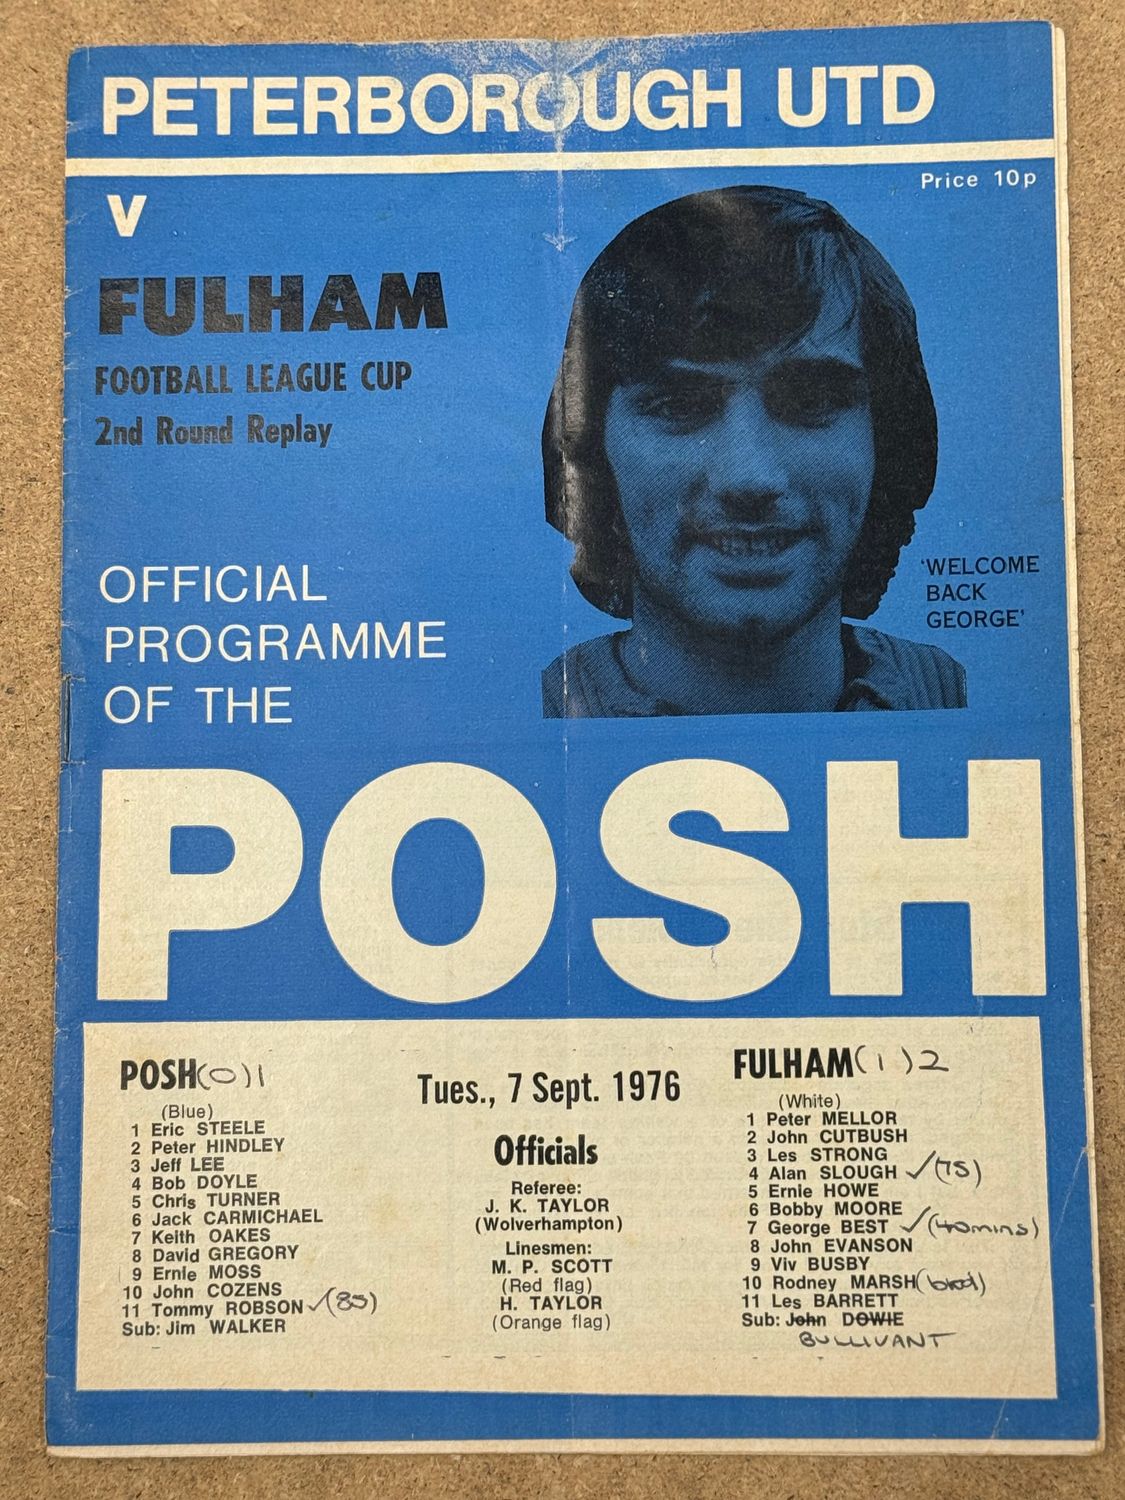 PETERBOROUGH UTD
Price 10p
V
FULHAM
FOOTBALL LEAGUE CUP
2nd Round Replay
'WELCOME
BACK
GEORGE'
OFFICIAL
PROGRAMME
OF THE
POSH
POSH (0) 1
(Blue)
1 Eric STEELE
2 Peter HINDLEY
3 Jeff LEE
4 Bob DOYLE
5 Chris TURNER
6 Jack CARMICHAEL
7 Keith OAKES
8 David GREGORY
9 Ernie MOSS
10 John COZENS
11 Tommy ROBSON ✓(85)
Sub: Jim WALKER
Tues., 7 Sept. 1976
Officials
Referee:
J. K. TAYLOR
(Wolverhampton)
Linesmen:
M. P. SCOTT
(Red flag)
H. TAYLOR
(Orange flag)
FULHAM (1) 2
(White)
1 Peter MELLOR
2 John CUTBUSH
3 Les STRONG
4 Alan SLOUGH ✓(75)
5 Ernie HOWE
6 Bobby MOORE
7 George BEST ✓(40mins)
8 John EVANSON
9 Viv BUSBY
10 Rodney MARSH
11 Les BARRETT
Sub: John DOWIE
BULLIVANT